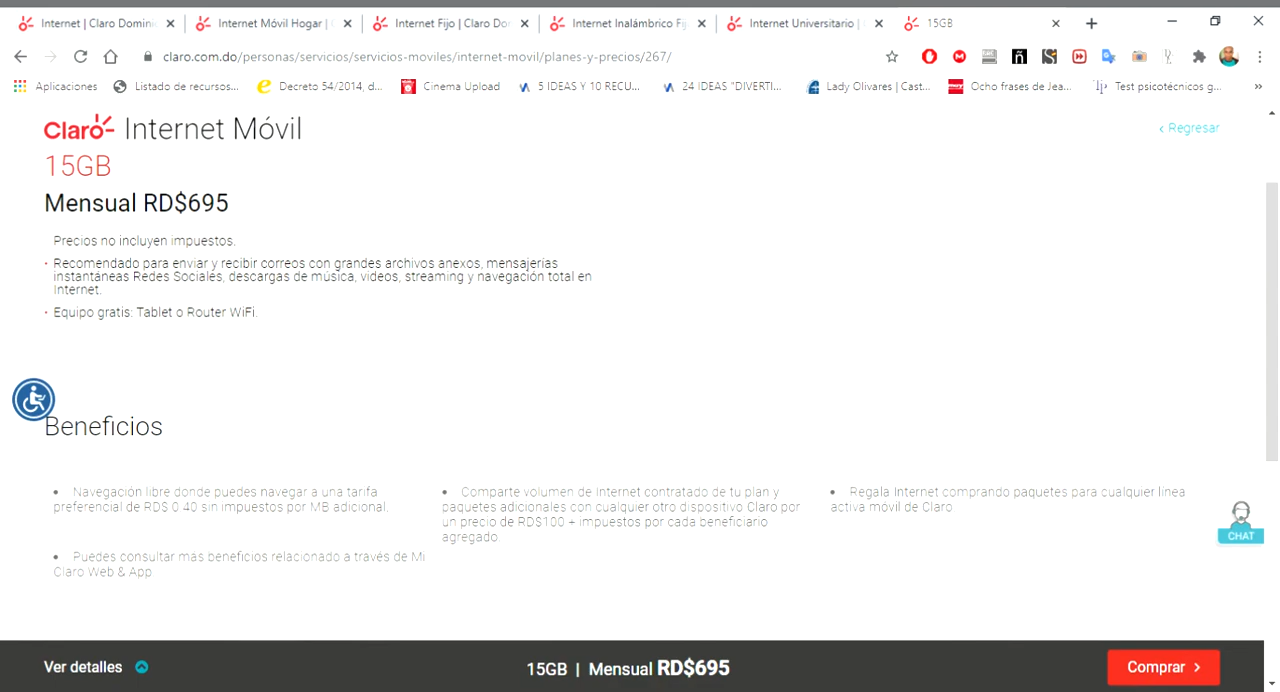 Internet | Claro Domini
Internet Móvil Hogar |
Internet Fijo | Claro Do
Internet Inalámbrico Fij
Internet Universitario |
15GB
claro.com.do/personas/servicios/servicios-moviles/internet-movil/planes-y-precios/267/
Aplicaciones
Listado de recursos...
Decreto 54/2014, d...
Cinema Upload
5 IDEAS Y 10 RECU...
24 IDEAS "DIVERTI...
Lady Olivares | Cast...
Ocho frases de Jea...
Test psicotécnicos g...
»
Claro Internet Móvil
‹ Regresar
15GB
Mensual RD$695
Precios no incluyen impuestos.
• Recomendado para enviar y recibir correos con grandes archivos anexos, mensajerías
instantáneas Redes Sociales, descargas de música, videos, streaming y navegación total en
Internet.
• Equipo gratis: Tablet o Router WiFi.
Beneficios
• Navegación libre donde puedes navegar a una tarifa
preferencial de RD$ 0.40 sin impuestos por MB adicional.
• Puedes consultar más beneficios relacionado a través de Mi
Claro Web & App
• Comparte volumen de Internet contratado de tu plan y
paquetes adicionales con cualquier otro dispositivo Claro por
un precio de RD$100 + impuestos por cada beneficiario
agregado.
• Regala Internet comprando paquetes para cualquier línea
activa móvil de Claro
CHAT
Ver detalles
15GB | Mensual RD$695
Comprar ›